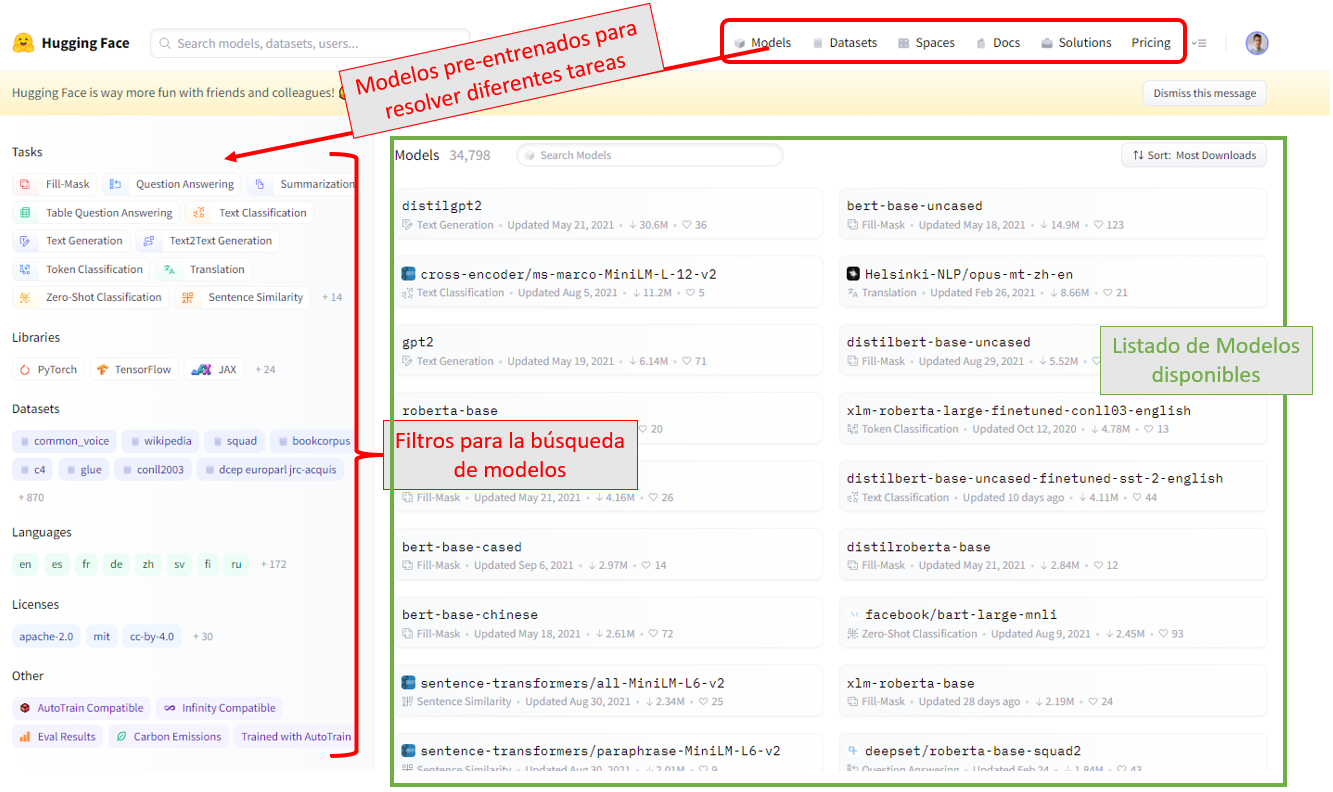 Hugging Face
Search models, datasets, users...
Models
Datasets
Spaces
Docs
Solutions
Pricing
Modelos pre-entrenados para
resolver diferentes tareas
Hugging Face is way more fun with friends and colleagues!
Dismiss this message
Tasks
Fill-Mask
Question Answering
Summarization
Table Question Answering
Text Classification
Text Generation
Text2Text Generation
Token Classification
Translation
Zero-Shot Classification
Sentence Similarity
+ 14
Libraries
PyTorch
TensorFlow
JAX
+ 24
Datasets
common_voice
wikipedia
squad
bookcorpus
c4
glue
conll2003
dcep europarl jrc-acquis
+ 870
Languages
en
es
fr
de
zh
sv
fi
ru
+ 172
Licenses
apache-2.0
mit
cc-by-4.0
+ 30
Other
AutoTrain Compatible
Infinity Compatible
Eval Results
Carbon Emissions
Trained with AutoTrain
Filtros para la búsqueda
de modelos
Models 34,798
Search Models
↑↓ Sort: Most Downloads
distilgpt2
Text Generation • Updated May 21, 2021 • ↓ 30.6M • ♡ 36
bert-base-uncased
Fill-Mask • Updated May 18, 2021 • ↓ 14.9M • ♡ 123
cross-encoder/ms-marco-MiniLM-L-12-v2
Text Classification • Updated Aug 5, 2021 • ↓ 11.2M • ♡ 5
Helsinki-NLP/opus-mt-zh-en
Translation • Updated Feb 26, 2021 • ↓ 8.66M • ♡ 21
gpt2
Text Generation • Updated May 19, 2021 • ↓ 6.14M • ♡ 71
distilbert-base-uncased
Fill-Mask • Updated Aug 29, 2021 • ↓ 5.52M • ♡
Listado de Modelos
disponibles
roberta-base
♡ 20
xlm-roberta-large-finetuned-conll03-english
Token Classification • Updated Oct 12, 2020 • ↓ 4.78M • ♡ 13
Fill-Mask • Updated May 21, 2021 • ↓ 4.16M • ♡ 26
distilbert-base-uncased-finetuned-sst-2-english
Text Classification • Updated 10 days ago • ↓ 4.11M • ♡ 44
bert-base-cased
Fill-Mask • Updated Sep 6, 2021 • ↓ 2.97M • ♡ 14
distilroberta-base
Fill-Mask • Updated May 21, 2021 • ↓ 2.84M • ♡ 12
bert-base-chinese
Fill-Mask • Updated May 18, 2021 • ↓ 2.61M • ♡ 72
facebook/bart-large-mnli
Zero-Shot Classification • Updated Aug 9, 2021 • ↓ 2.45M • ♡ 93
sentence-transformers/all-MiniLM-L6-v2
Sentence Similarity • Updated Aug 30, 2021 • ↓ 2.34M • ♡ 25
xlm-roberta-base
Fill-Mask • Updated 28 days ago • ↓ 2.19M • ♡ 24
sentence-transformers/paraphrase-MiniLM-L6-v2
Sentence Similarity • Updated Aug 30, 2021 • ↓ 2.01M • ♡ 9
deepset/roberta-base-squad2
Question Answering • Updated Feb 24 • ↓ 1.84M • ♡ 43